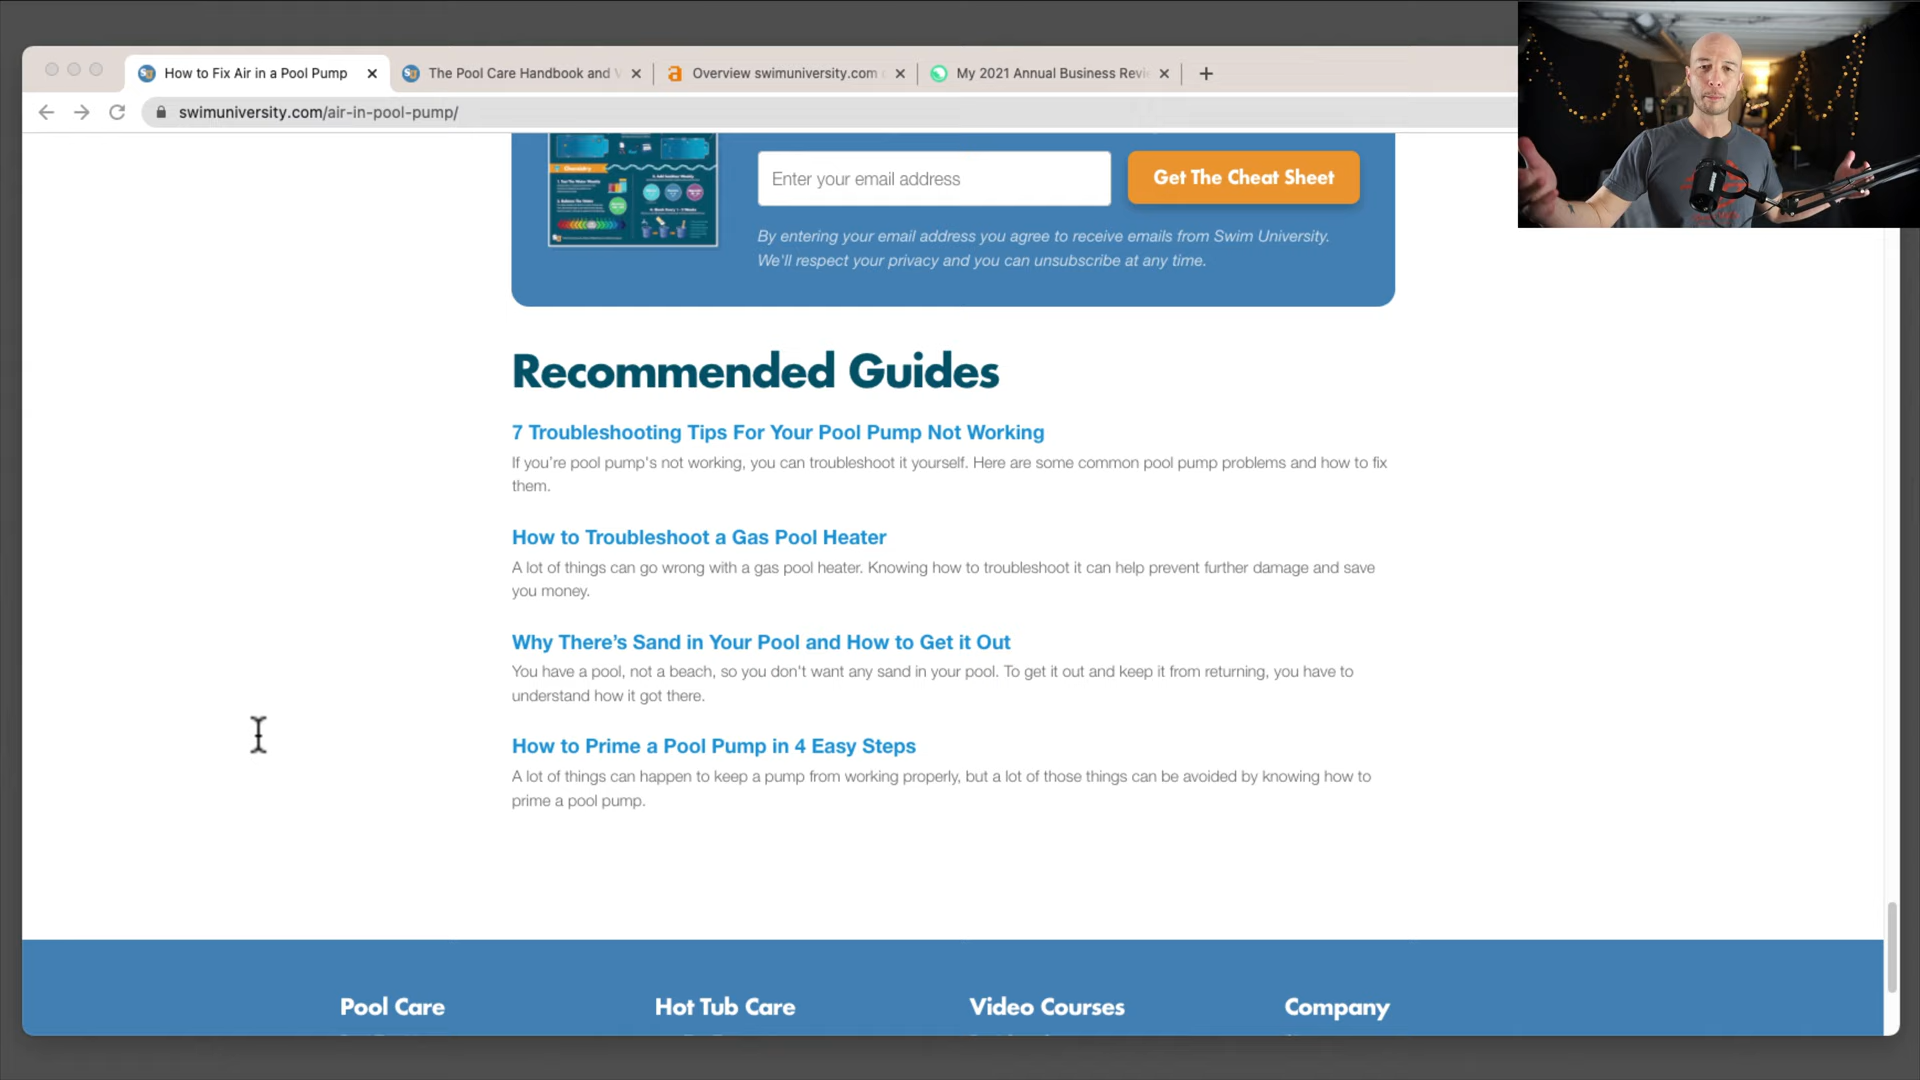 How to Fix Air in a Pool Pump
The Pool Care Handbook and
Overview swimuniversity.com
My 2021 Annual Business Revi
swimuniversity.com/air-in-pool-pump/
Enter your email address
Get The Cheat Sheet
By entering your email address you agree to receive emails from Swim University.
We'll respect your privacy and you can unsubscribe at any time.
Recommended Guides
7 Troubleshooting Tips For Your Pool Pump Not Working
If you're pool pump's not working, you can troubleshoot it yourself. Here are some common pool pump problems and how to fix
them.
How to Troubleshoot a Gas Pool Heater
A lot of things can go wrong with a gas pool heater. Knowing how to troubleshoot it can help prevent further damage and save
you money.
Why There's Sand in Your Pool and How to Get it Out
You have a pool, not a beach, so you don't want any sand in your pool. To get it out and keep it from returning, you have to
understand how it got there.
How to Prime a Pool Pump in 4 Easy Steps
A lot of things can happen to keep a pump from working properly, but a lot of those things can be avoided by knowing how to
prime a pool pump.
Pool Care
Hot Tub Care
Video Courses
Company